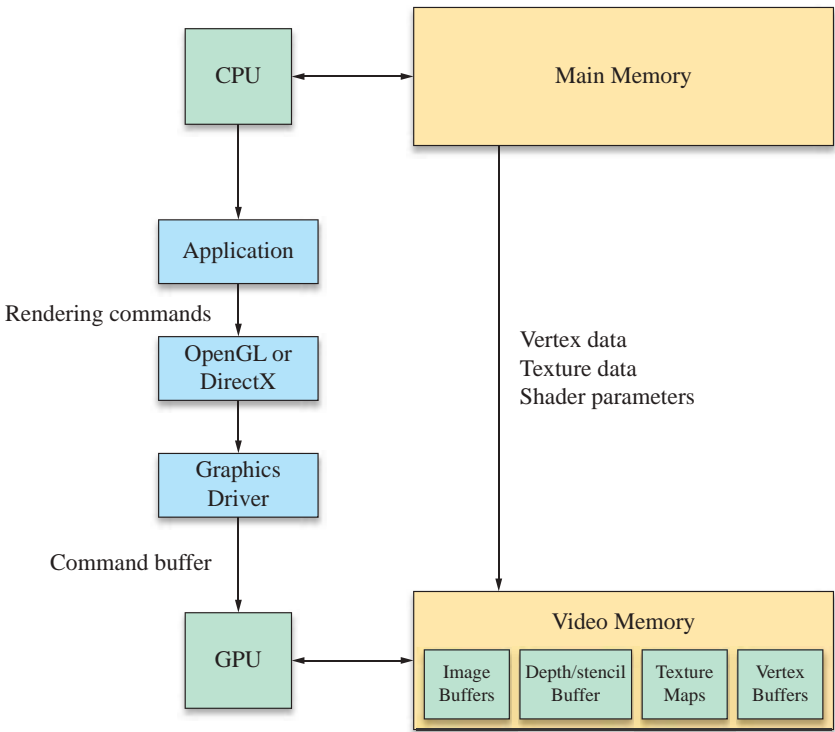 CPU
Main Memory
Application
Rendering commands
OpenGL or
DirectX
Vertex data
Texture data
Shader parameters
Graphics
Driver
Command buffer
GPU
Video Memory
Image
Buffers
Depth/stencil
Buffer
Texture
Maps
Vertex
Buffers